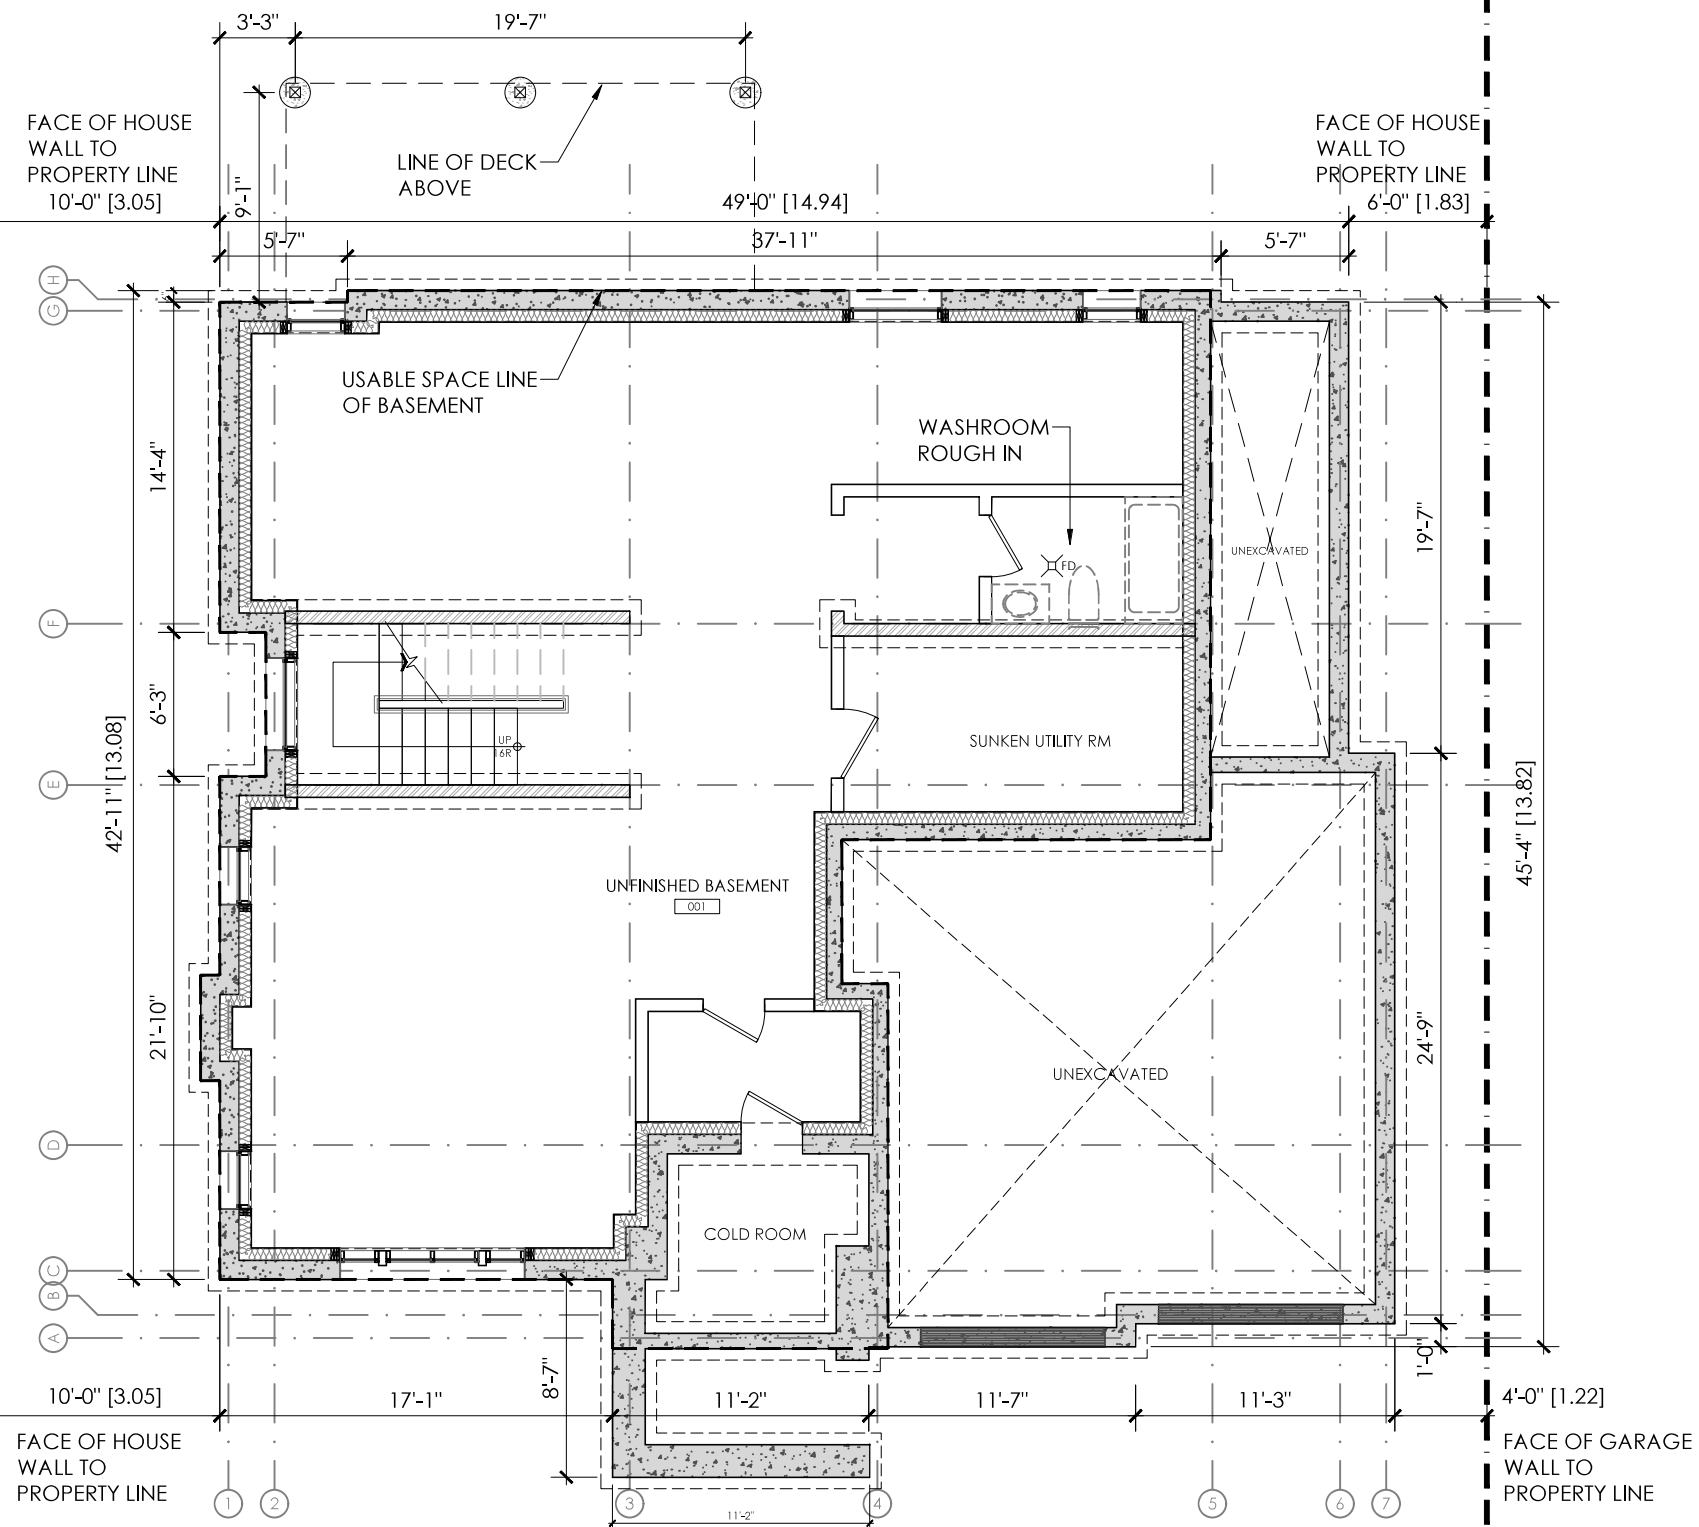 3'-3"
19'-7"
FACE OF HOUSE
WALL TO
PROPERTY LINE
10'-0" [3.05]
LINE OF DECK
ABOVE
9'-1"
49'-0" [14.94]
FACE OF HOUSE
WALL TO
PROPERTY LINE
6'-0" [1.83]
5'-7"
37'-11"
5'-7"
H
G
USABLE SPACE LINE
OF BASEMENT
WASHROOM
ROUGH IN
14'-4"
19'-7"
UNEXCAVATED
FD
F
6'-3"
UP
16R
SUNKEN UTILITY RM
E
42'-11" [13.08]
45'-4" [13.82]
UNFINISHED BASEMENT
001
21'-10"
24'-9"
UNEXCAVATED
D
COLD ROOM
C
B
A
8'-7"
1'-0"
10'-0" [3.05]
17'-1"
11'-2"
11'-7"
11'-3"
4'-0" [1.22]
FACE OF HOUSE
WALL TO
PROPERTY LINE
FACE OF GARAGE
WALL TO
PROPERTY LINE
1
2
3
4
5
6
7
11'-2"